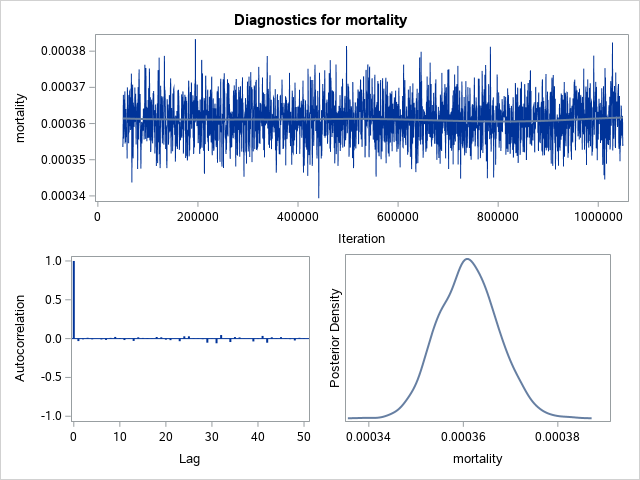 Diagnostics for mortality
mortality
0.00038
0.00037
0.00036
0.00035
0.00034
0 200000 400000 600000 800000 1000000
Iteration
Autocorrelation
1.0
0.5
0.0
-0.5
-1.0
0 10 20 30 40 50
Lag
Posterior Density
0.00034 0.00036 0.00038
mortality